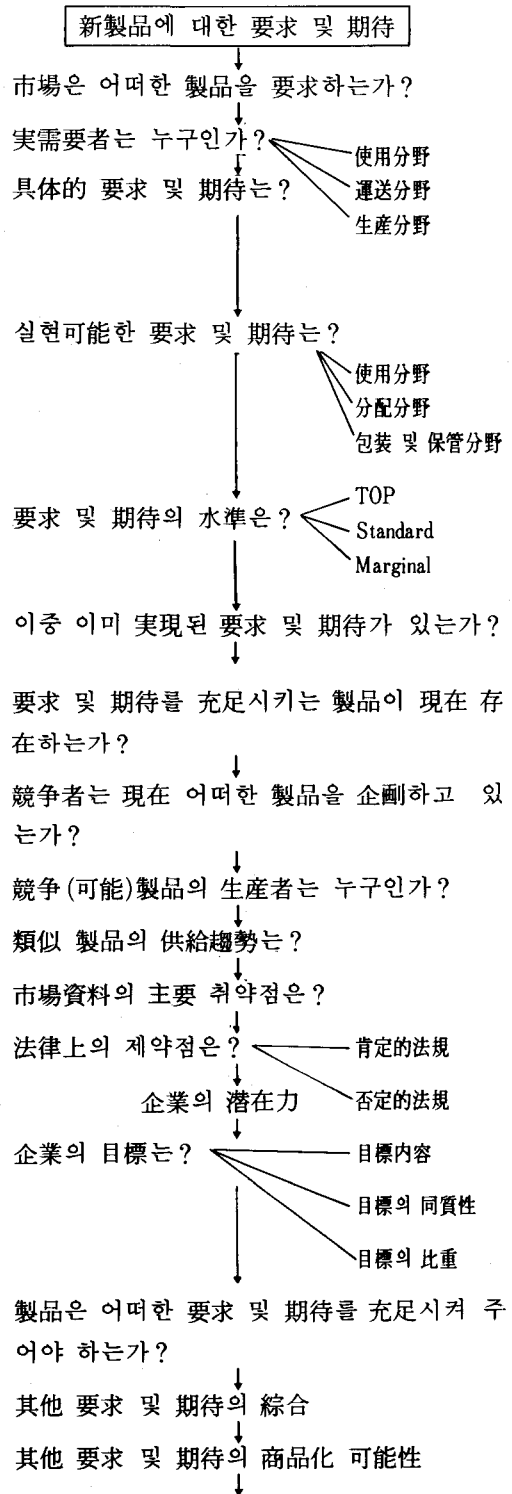 新製品에 대한 要求 및 期待
市場은 어떠한 製品을 要求하는가?
実需要者는 누구인가?
使用分野
運送分野
生産分野
具体的 要求 및 期待는?
실현可能한 要求 및 期待는?
使用分野
分配分野
包装 및 保管分野
要求 및 期待의 水準은?
TOP
Standard
Marginal
이중 이미 実現된 要求 및 期待가 있는가?
要求 및 期待를 充足시키는 製品이 現在 存
在하는가?
競争者는 現在 어떠한 製品을 企劃하고 있
는가?
競争(可能)製品의 生産者는 누구인가?
類似 製品의 供給趨勢는?
市場資料의 主要 취약점은?
法律上의 제약점은?
肯定的法規
否定的法規
企業의 潜在力
企業의 目標는?
目標内容
目標의 同質性
目標의 比重
製品은 어떠한 要求 및 期待를 充足시켜 주
어야 하는가?
其他 要求 및 期待의 綜合
其他 要求 및 期待의 商品化 可能性